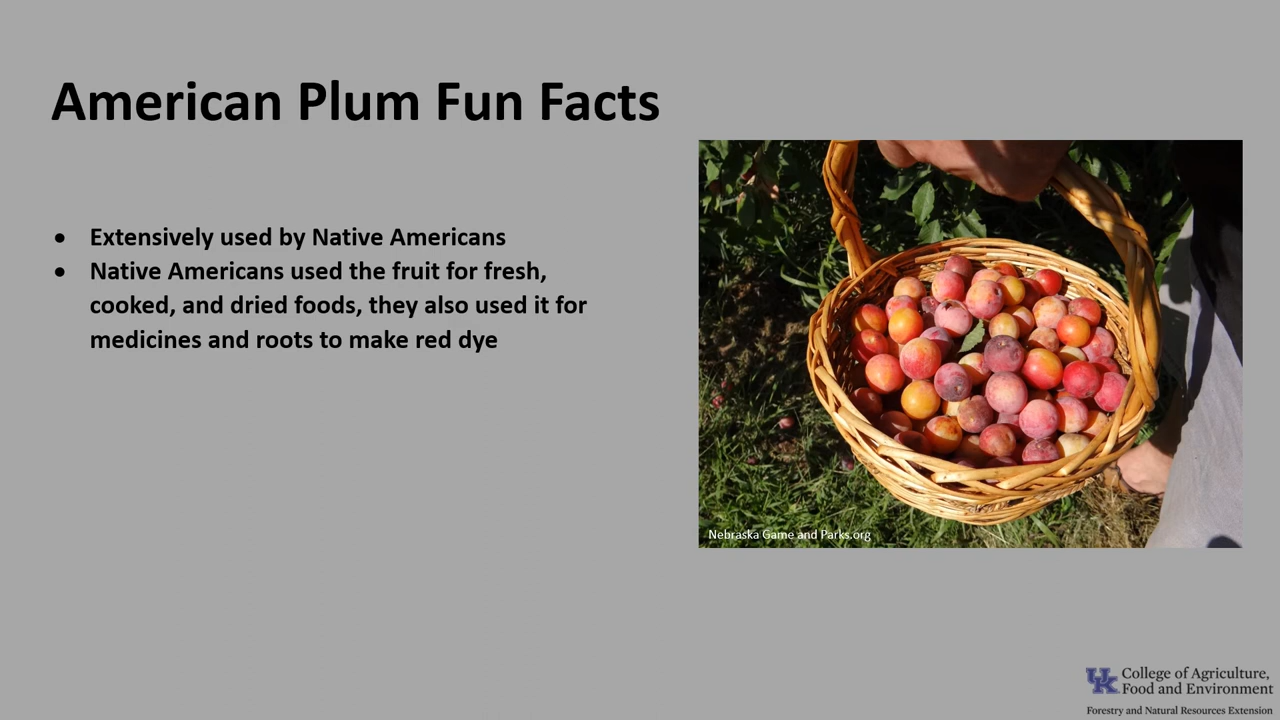 American Plum Fun Facts
• Extensively used by Native Americans
• Native Americans used the fruit for fresh,
cooked, and dried foods, they also used it for
medicines and roots to make red dye
Nebraska Game and Parks.org
UK College of Agriculture,
Food and Environment
Forestry and Natural Resources Extension